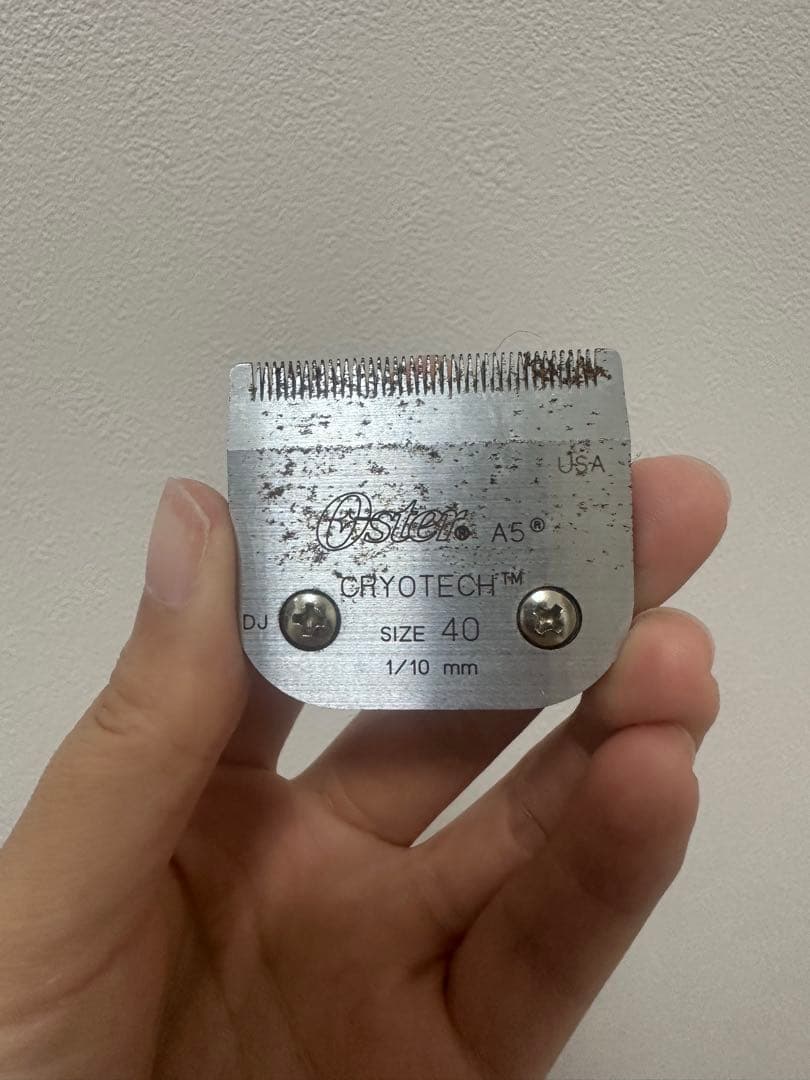 USA
Oster® A5®
CRYOTECH™
DJ
SIZE 40
1/10 mm